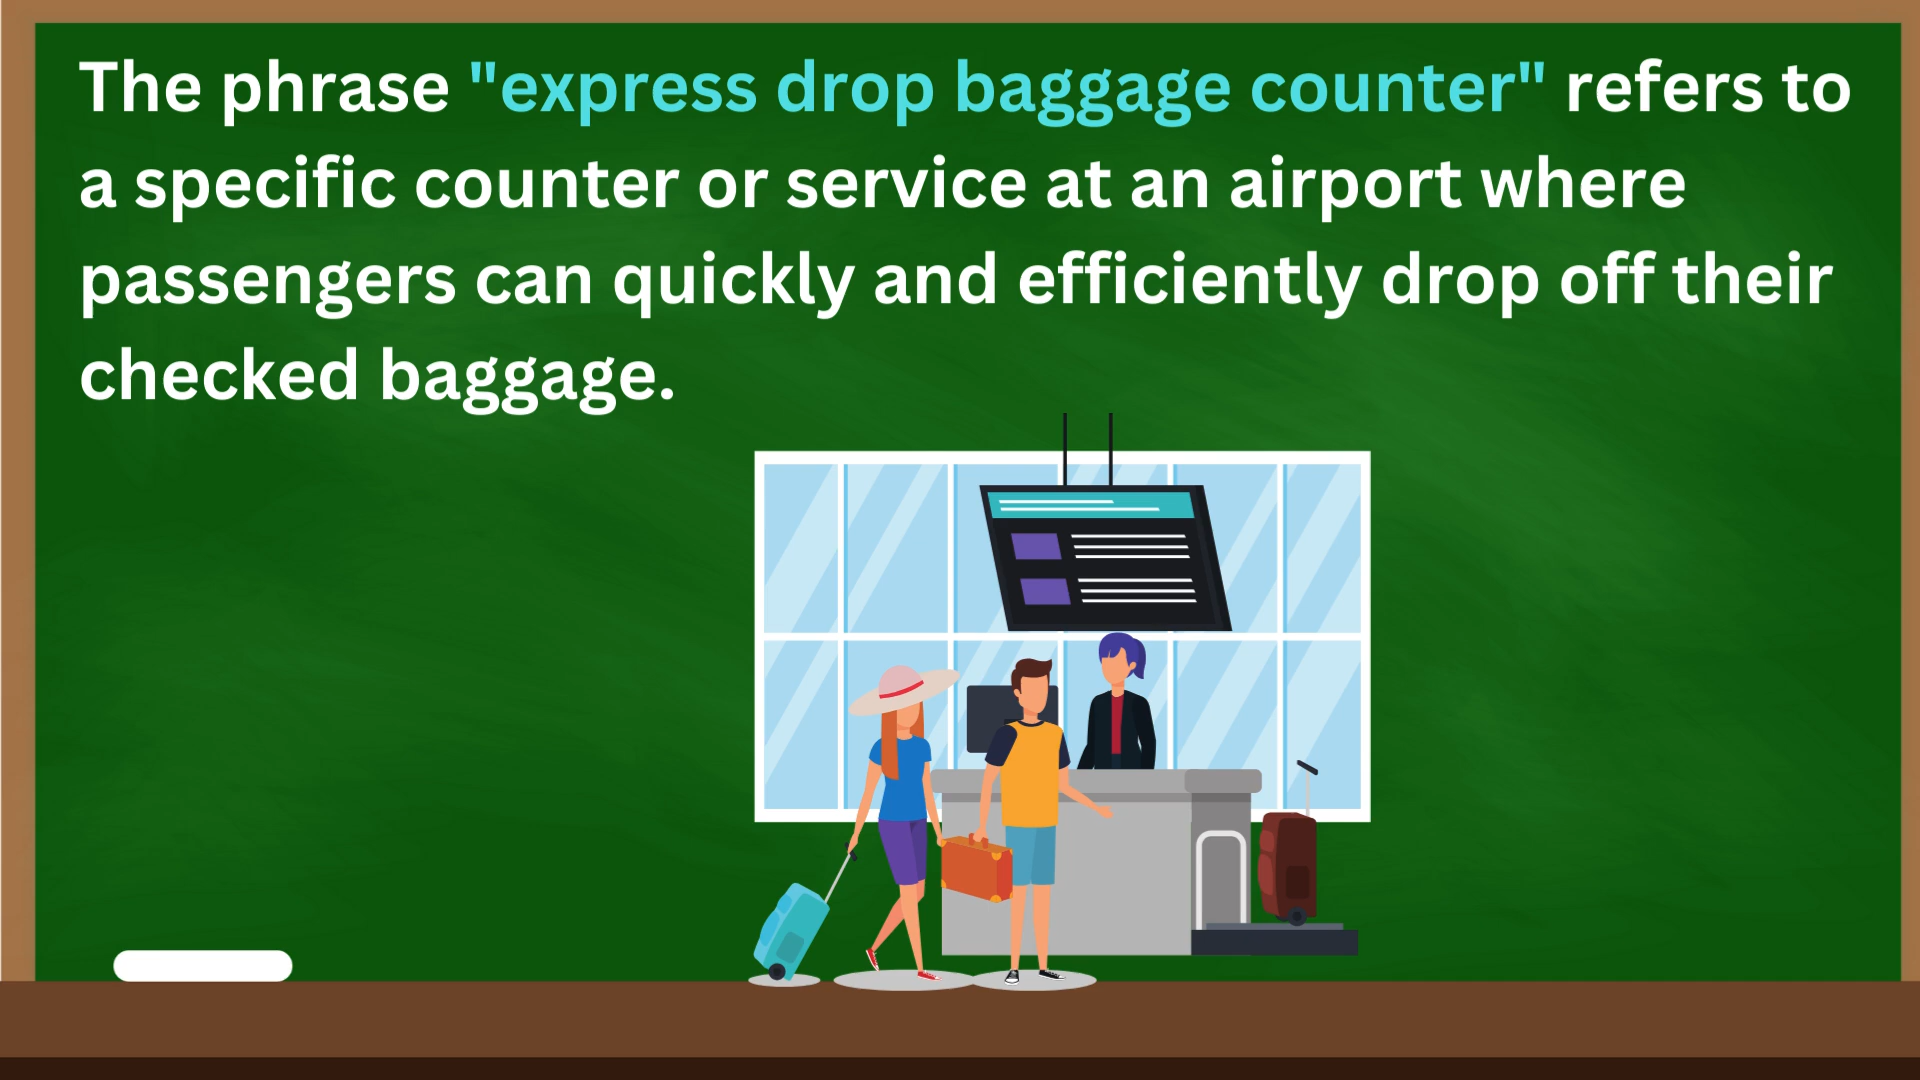 The phrase "express drop baggage counter" refers to
a specific counter or service at an airport where
passengers can quickly and efficiently drop off their
checked baggage.